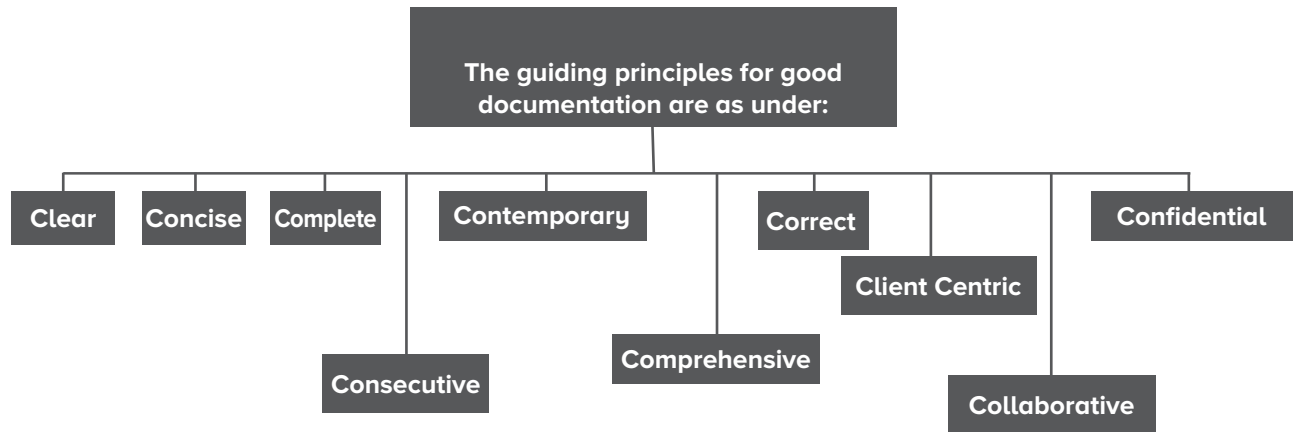 The guiding principles for good
documentation are as under:
Clear
Concise
Complete
Consecutive
Contemporary
Comprehensive
Correct
Client Centric
Collaborative
Confidential